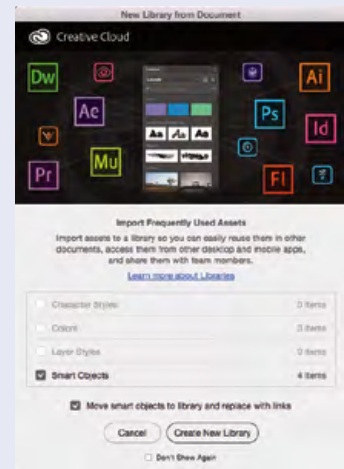 New Library from Document
Creative Cloud
Dw
Ai
Ae
Ps
Id
Mu
Pr
Fl
Aa Aa Aa
Import Frequently Used Assets
Import assets to a library so you can easily reuse them in other
documents, access them from other desktop and mobile apps,
and share them with team members.
Learn more about Libraries
Character Styles 0 items
Colors 0 items
Layer Styles 0 items
Smart Objects 4 items
Move smart objects to library and replace with links
Cancel
Create New Library
Don't Show Again